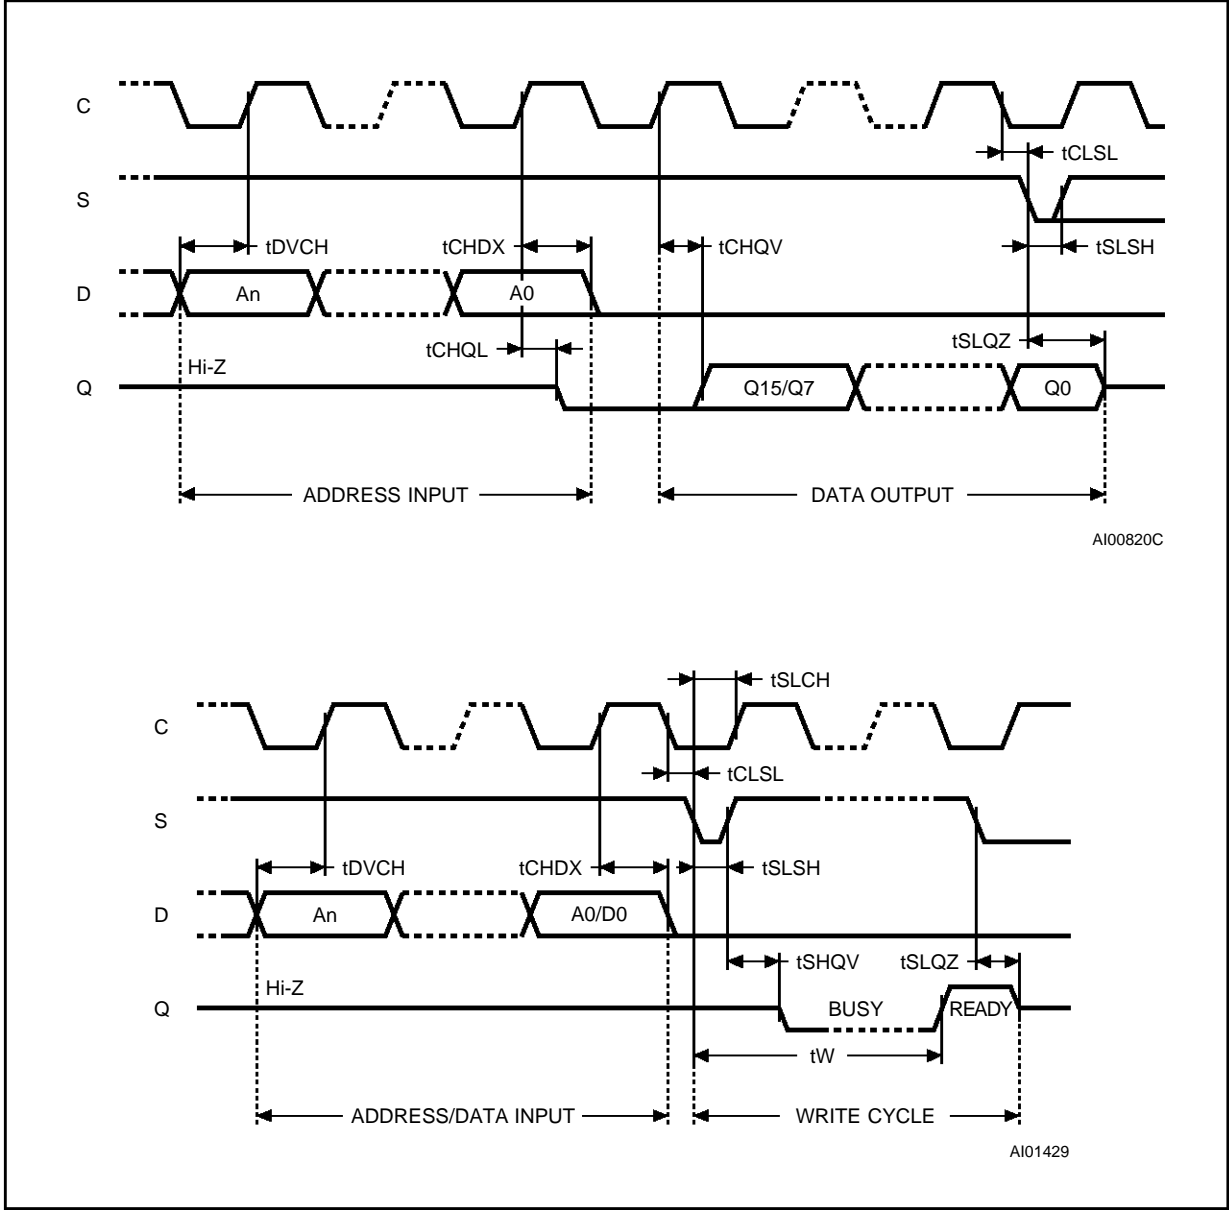 C
tCLSL
S
tDVCH
tCHDX
tCHQV
tSLSH
D
An
A0
tCHQL
tSLQZ
Hi-Z
Q
Q15/Q7
Q0
ADDRESS INPUT
DATA OUTPUT
AI00820C
tSLCH
C
tCLSL
S
tDVCH
tCHDX
tSLSH
D
An
A0/D0
tSHQV
tSLQZ
Hi-Z
Q
BUSY
READY
tW
ADDRESS/DATA INPUT
WRITE CYCLE
AI01429